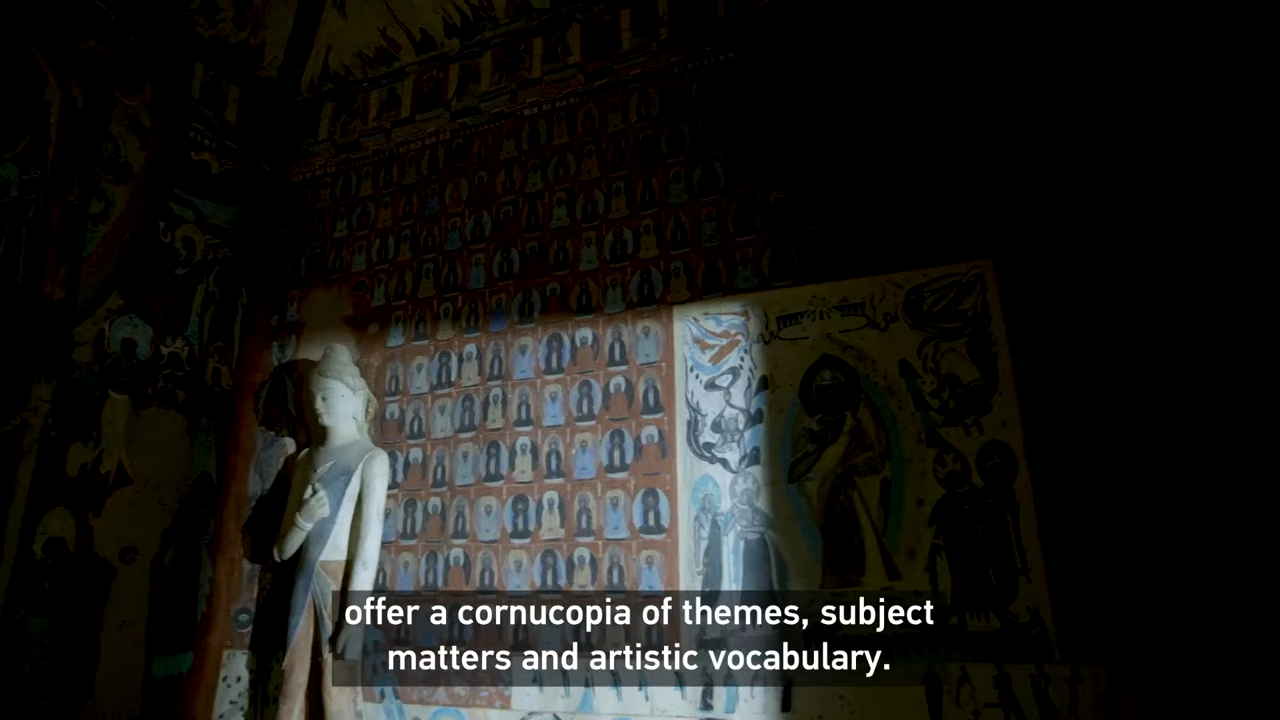 offer a cornucopia of themes, subject
matters and artistic vocabulary.